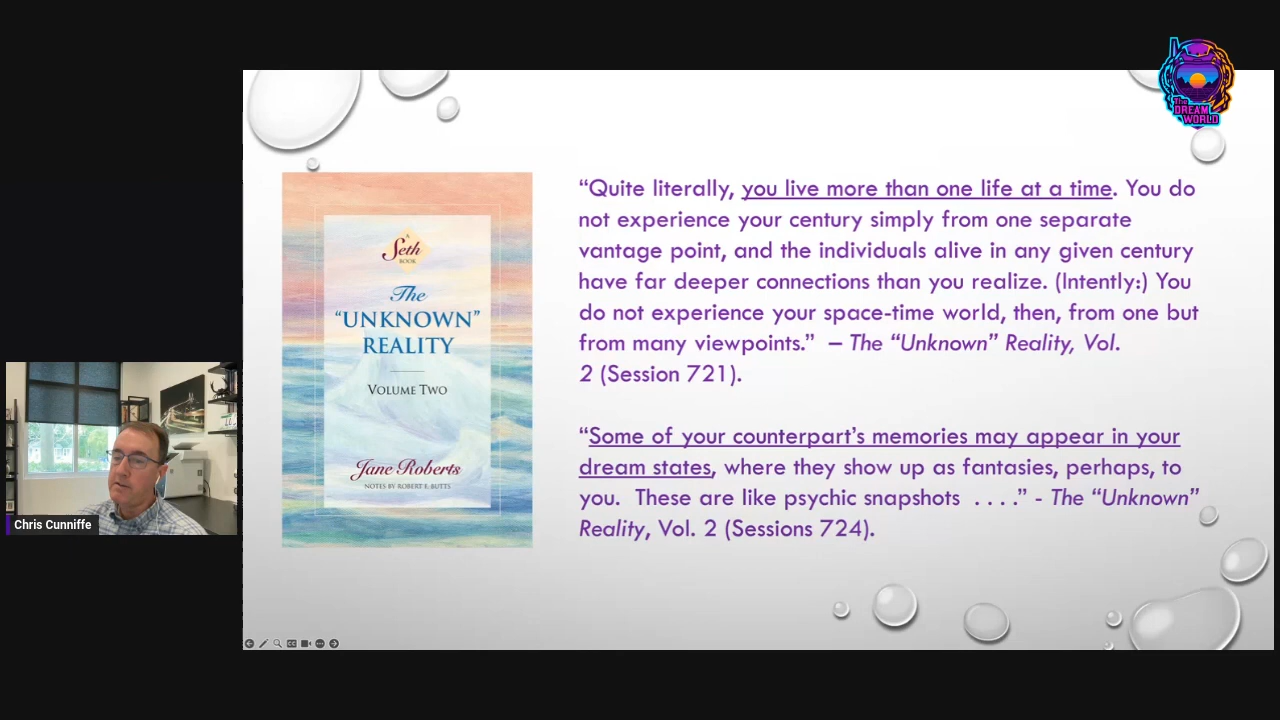 The
DREAM
WORLD
A
Seth
BOOK
The
“UNKNOWN”
REALITY
VOLUME TWO
Jane Roberts
NOTES BY ROBERT F. BUTTS
“Quite literally, you live more than one life at a time. You do
not experience your century simply from one separate
vantage point, and the individuals alive in any given century
have far deeper connections than you realize. (Intently:) You
do not experience your space-time world, then, from one but
from many viewpoints.” – The “Unknown” Reality, Vol.
2 (Session 721).
“Some of your counterpart’s memories may appear in your
dream states, where they show up as fantasies, perhaps, to
you. These are like psychic snapshots . . . .” - The “Unknown”
Reality, Vol. 2 (Sessions 724).
Chris Cunniffe